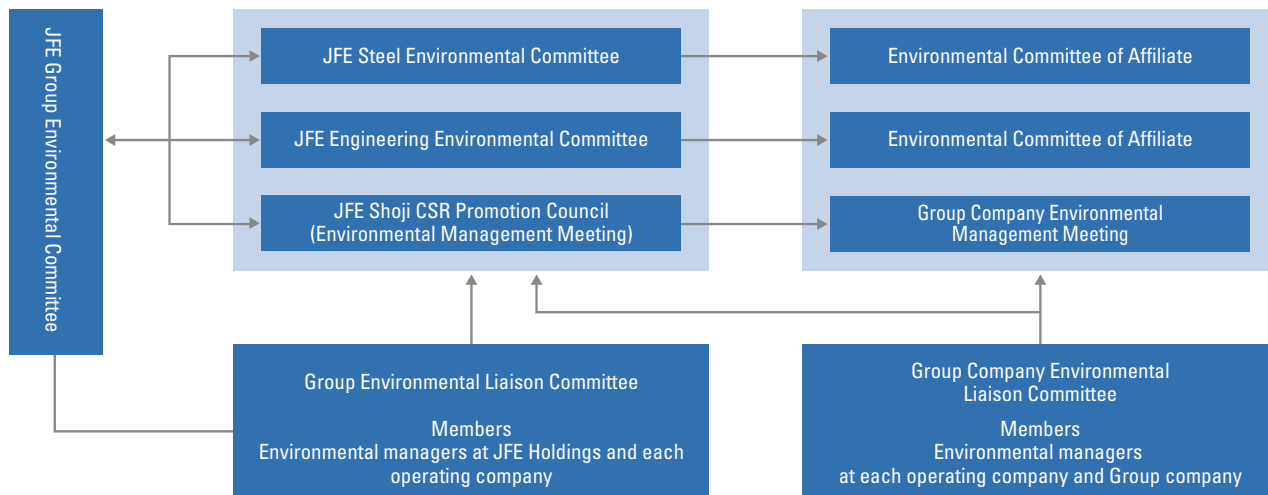 JFE Group Environmental Committee
JFE Steel Environmental Committee
Environmental Committee of Affiliate
JFE Engineering Environmental Committee
Environmental Committee of Affiliate
JFE Shoji CSR Promotion Council
(Environmental Management Meeting)
Group Company Environmental
Management Meeting
Group Environmental Liaison Committee
Members
Environmental managers at JFE Holdings and each
operating company
Group Company Environmental
Liaison Committee
Members
Environmental managers
at each operating company and Group company